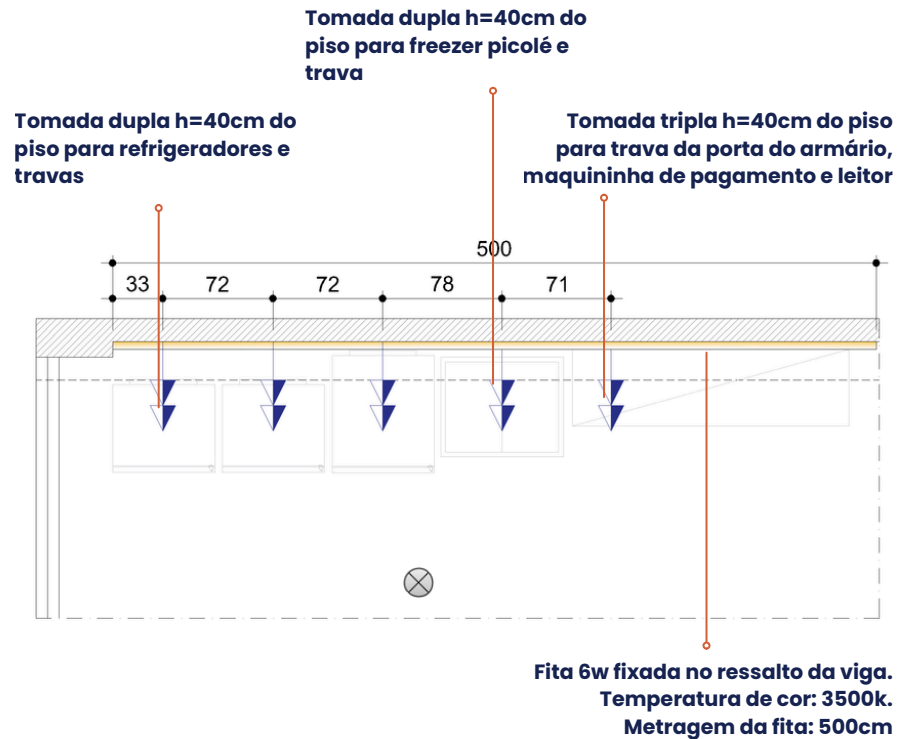 Tomada dupla h=40cm do
piso para freezer picolé e
trava
Tomada dupla h=40cm do
piso para refrigeradores e
travas
Tomada tripla h=40cm do piso
para trava da porta do armário,
maquininha de pagamento e leitor
500
33 72 72 78 71
Fita 6w fixada no ressalto da viga.
Temperatura de cor: 3500k.
Metragem da fita: 500cm